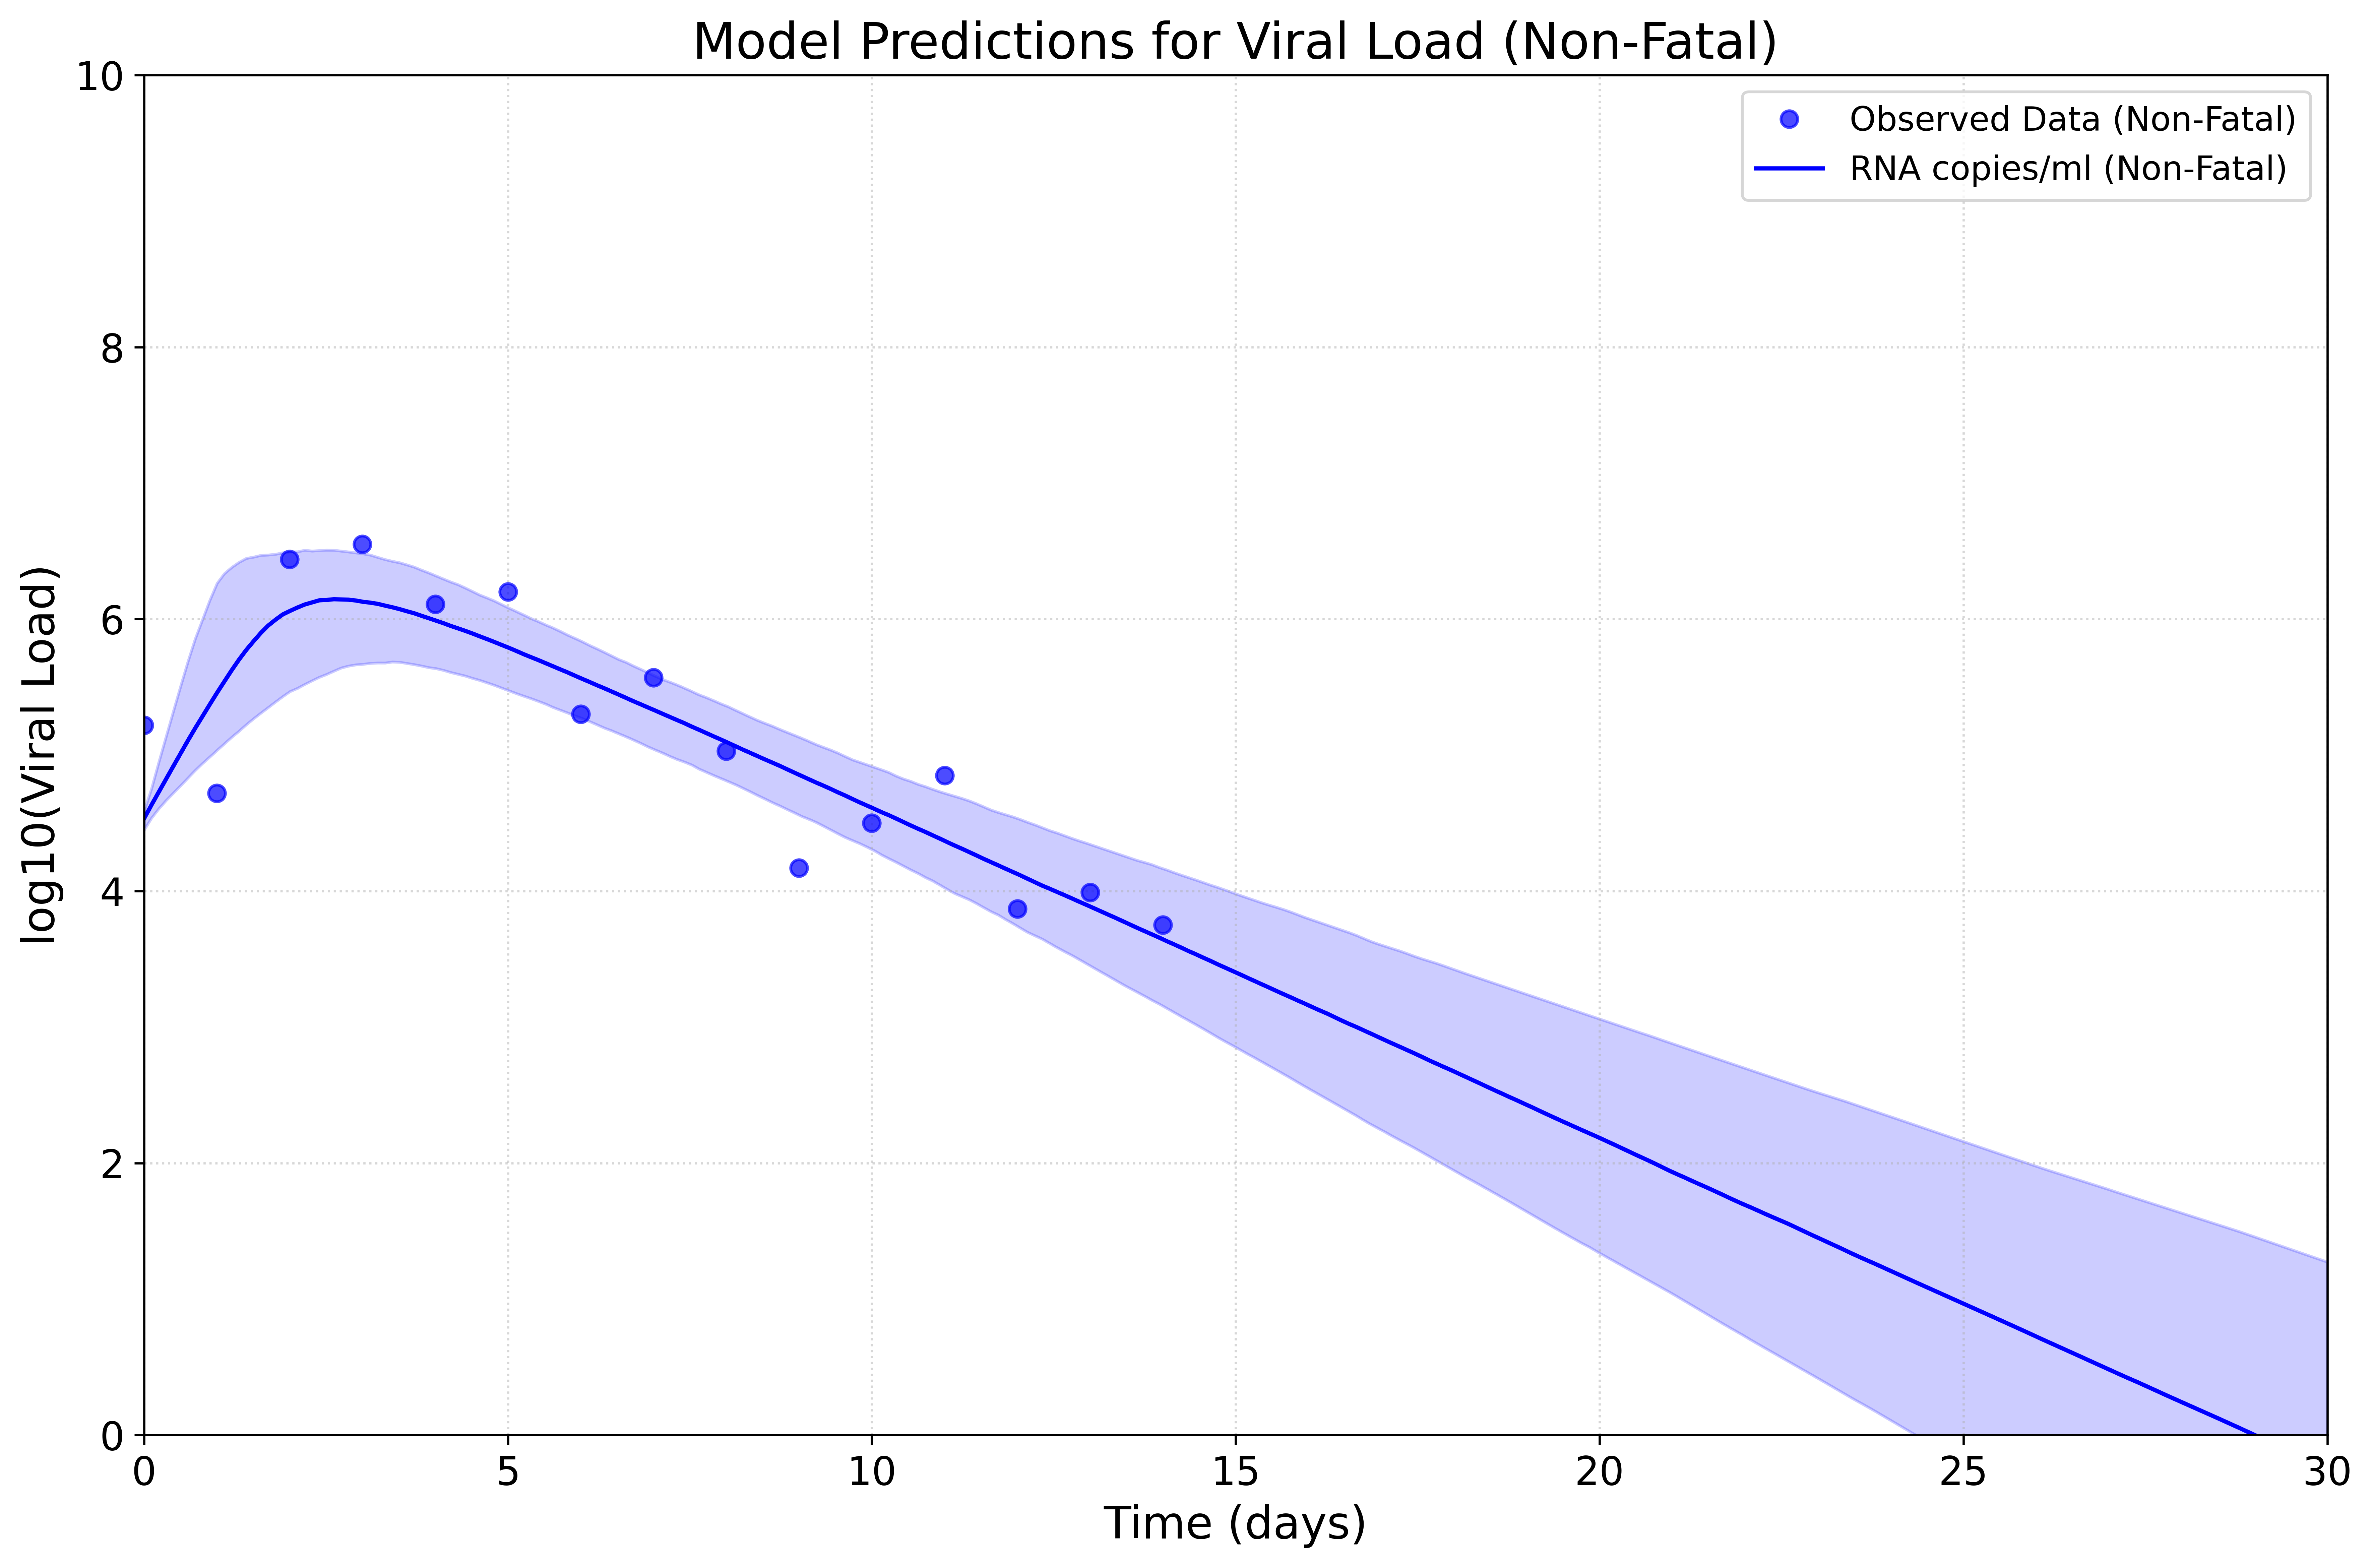 Model Predictions for Viral Load (Non-Fatal)
Observed Data (Non-Fatal)
RNA copies/ml (Non-Fatal)
log10(Viral Load)
10
8
6
4
2
0
0 5 10 15 20 25 30
Time (days)